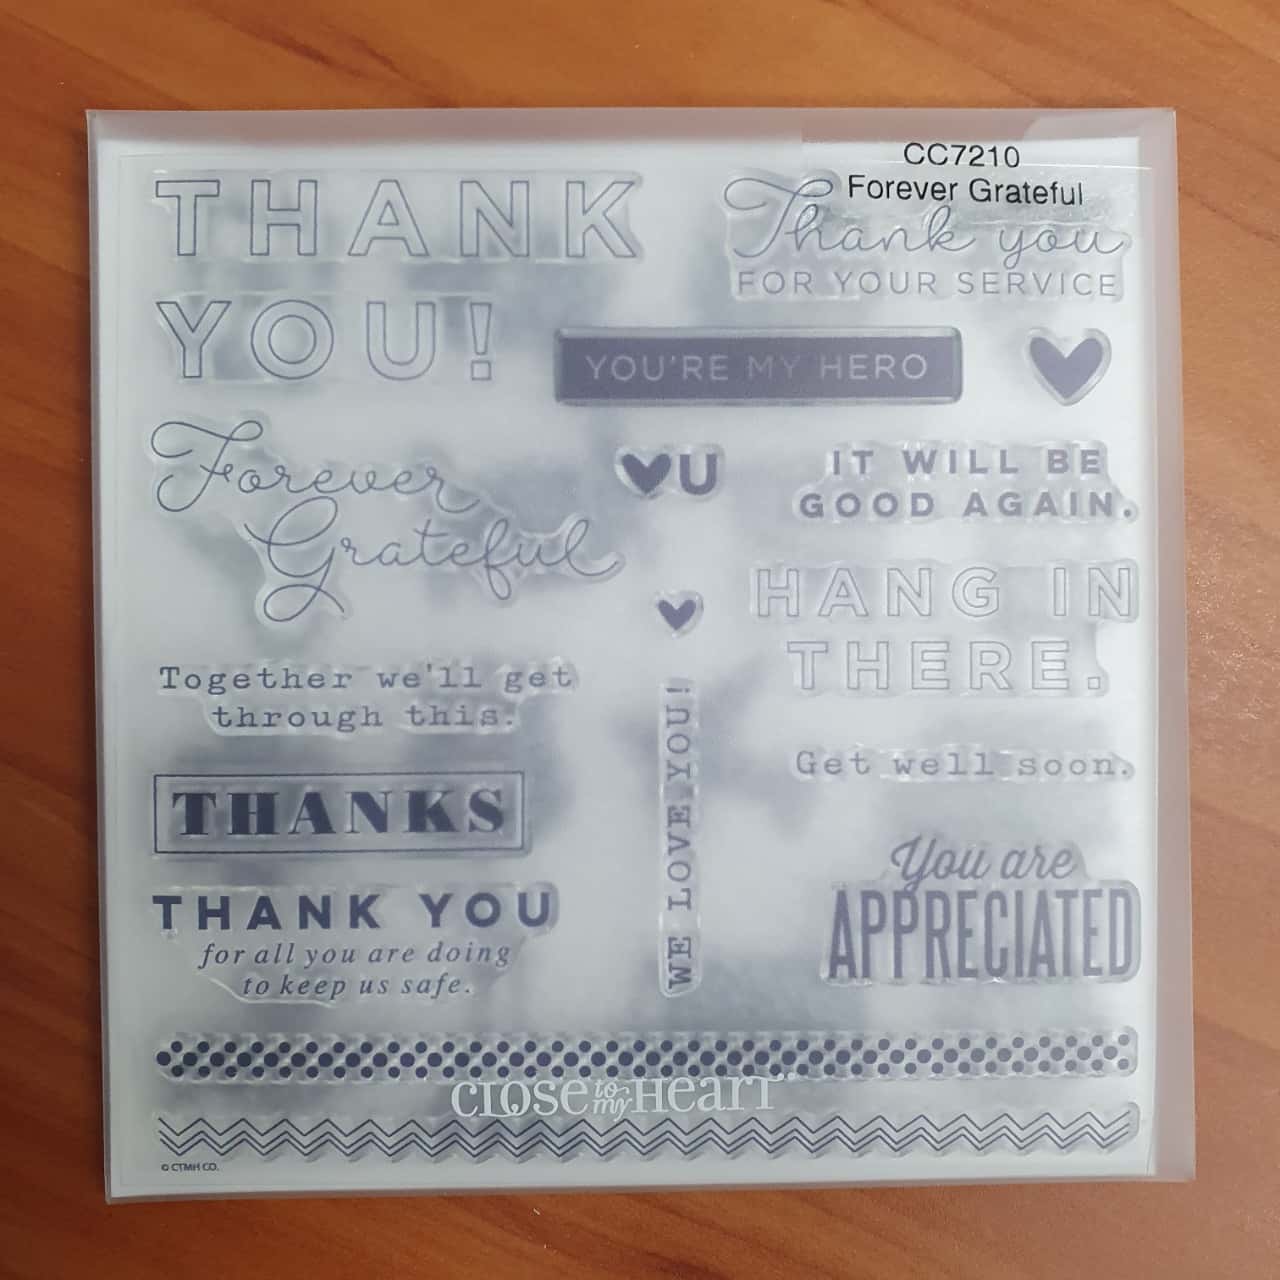 CC7210
Forever Grateful
THANK
YOU!
Thank you
FOR YOUR SERVICE
YOU'RE MY HERO
Forever
Grateful
U
IT WILL BE
GOOD AGAIN.
HANG IN
THERE.
Together we'll get
through this.
WE LOVE YOU!
Get well soon.
THANKS
You are
APPRECIATED
THANK YOU
for all you are doing
to keep us safe.
CLOSE to my HEART
© CTMH CO.